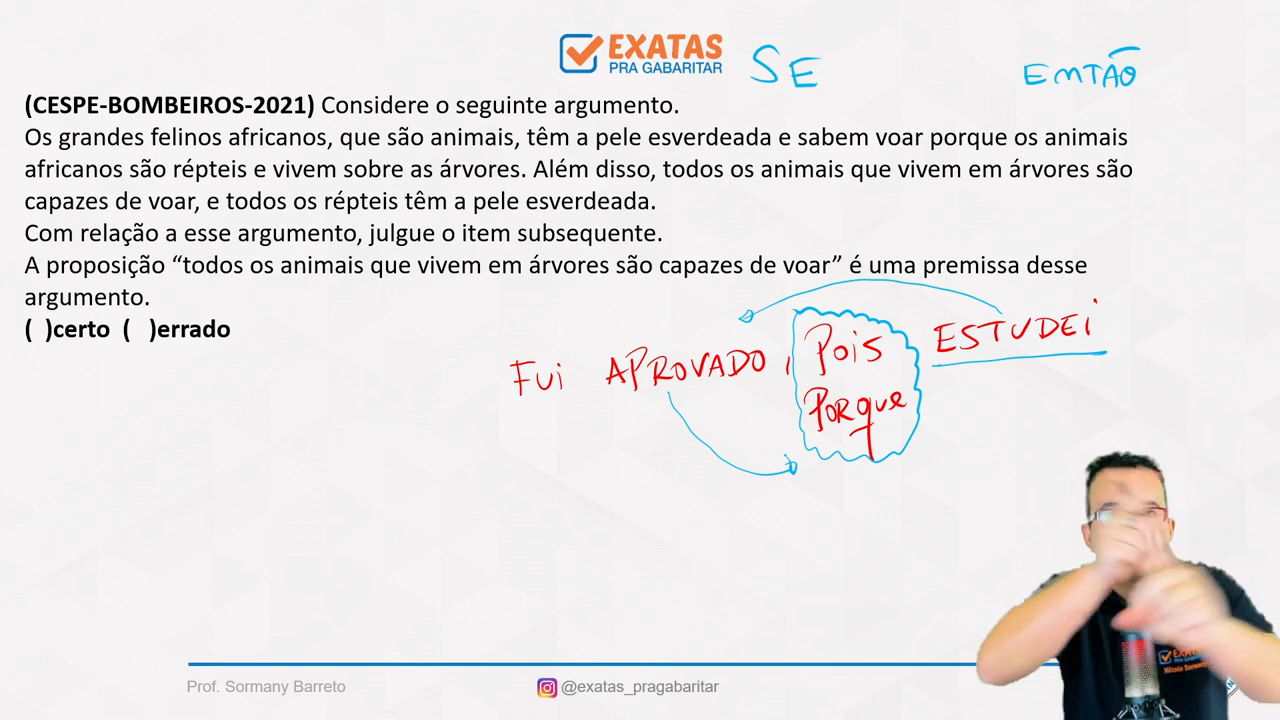 EXATAS
PRA GABARITAR
SE ENTÃO
(CESPE-BOMBEIROS-2021) Considere o seguinte argumento.
Os grandes felinos africanos, que são animais, têm a pele esverdeada e sabem voar porque os animais
africanos são répteis e vivem sobre as árvores. Além disso, todos os animais que vivem em árvores são
capazes de voar, e todos os répteis têm a pele esverdeada.
Com relação a esse argumento, julgue o item subsequente.
A proposição “todos os animais que vivem em árvores são capazes de voar” é uma premissa desse
argumento.
( )certo ( )errado
FUi APROVADO, POiS ESTUDEi
PORque
EXATAS
PRA GABARITAR
Prof. Sormany Barreto
@exatas_pragabaritar